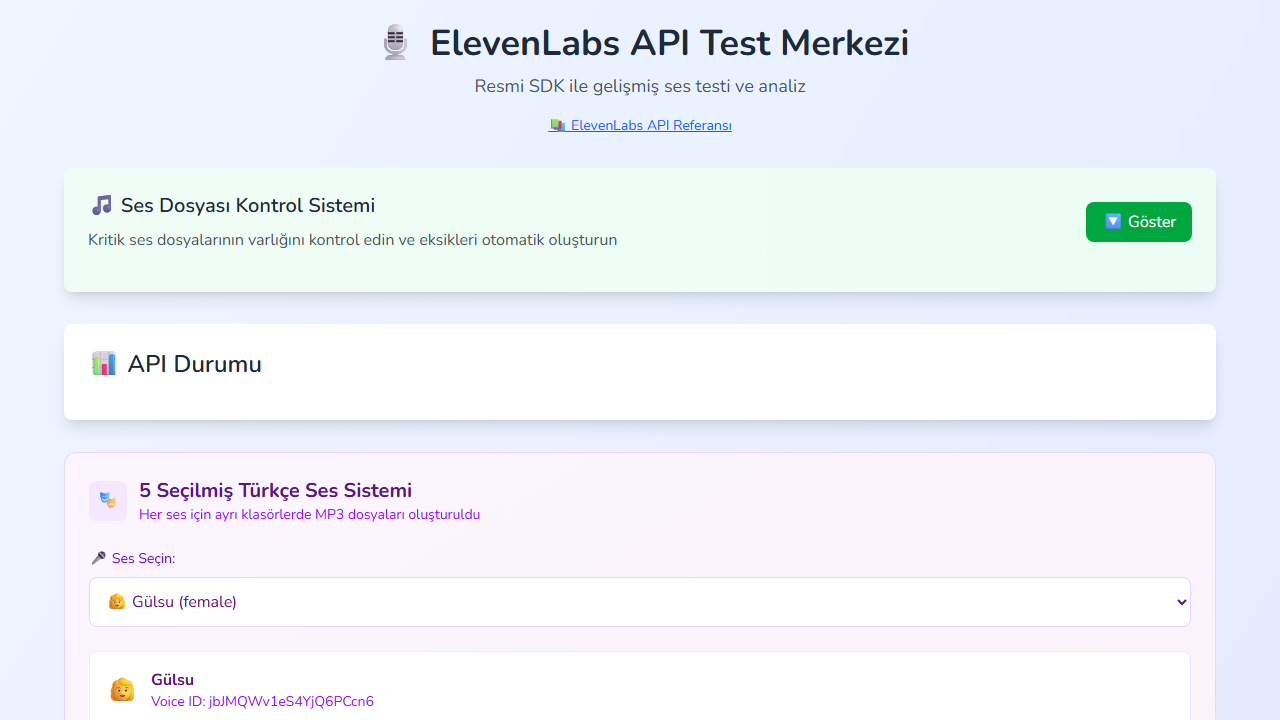 ElevenLabs API Test Merkezi
Resmi SDK ile gelişmiş ses testi ve analiz
ElevenLabs API Referansı
Ses Dosyası Kontrol Sistemi
Kritik ses dosyalarının varlığını kontrol edin ve eksikleri otomatik oluşturun
Göster
API Durumu
5 Seçilmiş Türkçe Ses Sistemi
Her ses için ayrı klasörlerde MP3 dosyaları oluşturuldu
Ses Seçin:
Gülsu (female)
Gülsu
Voice ID: jbJMQWv1eS4YjQ6PCcn6